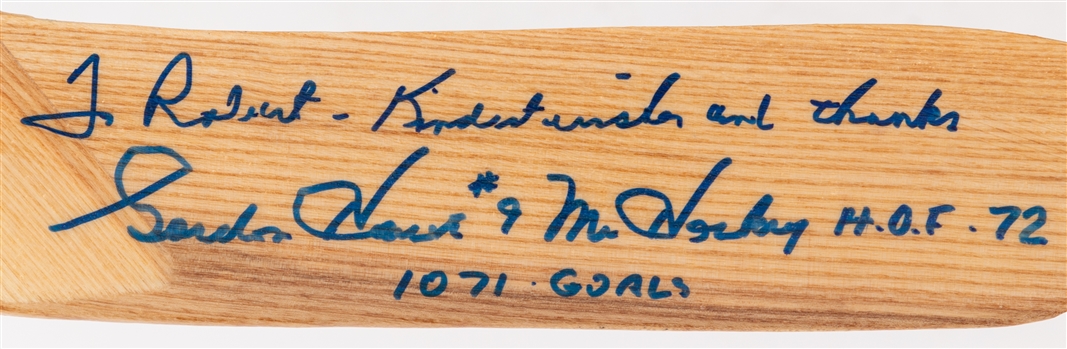 To Robert - Kindest wishes and thanks
Gordon Howe #9 Mr Hockey H.O.F. 72
1071 · GOALS